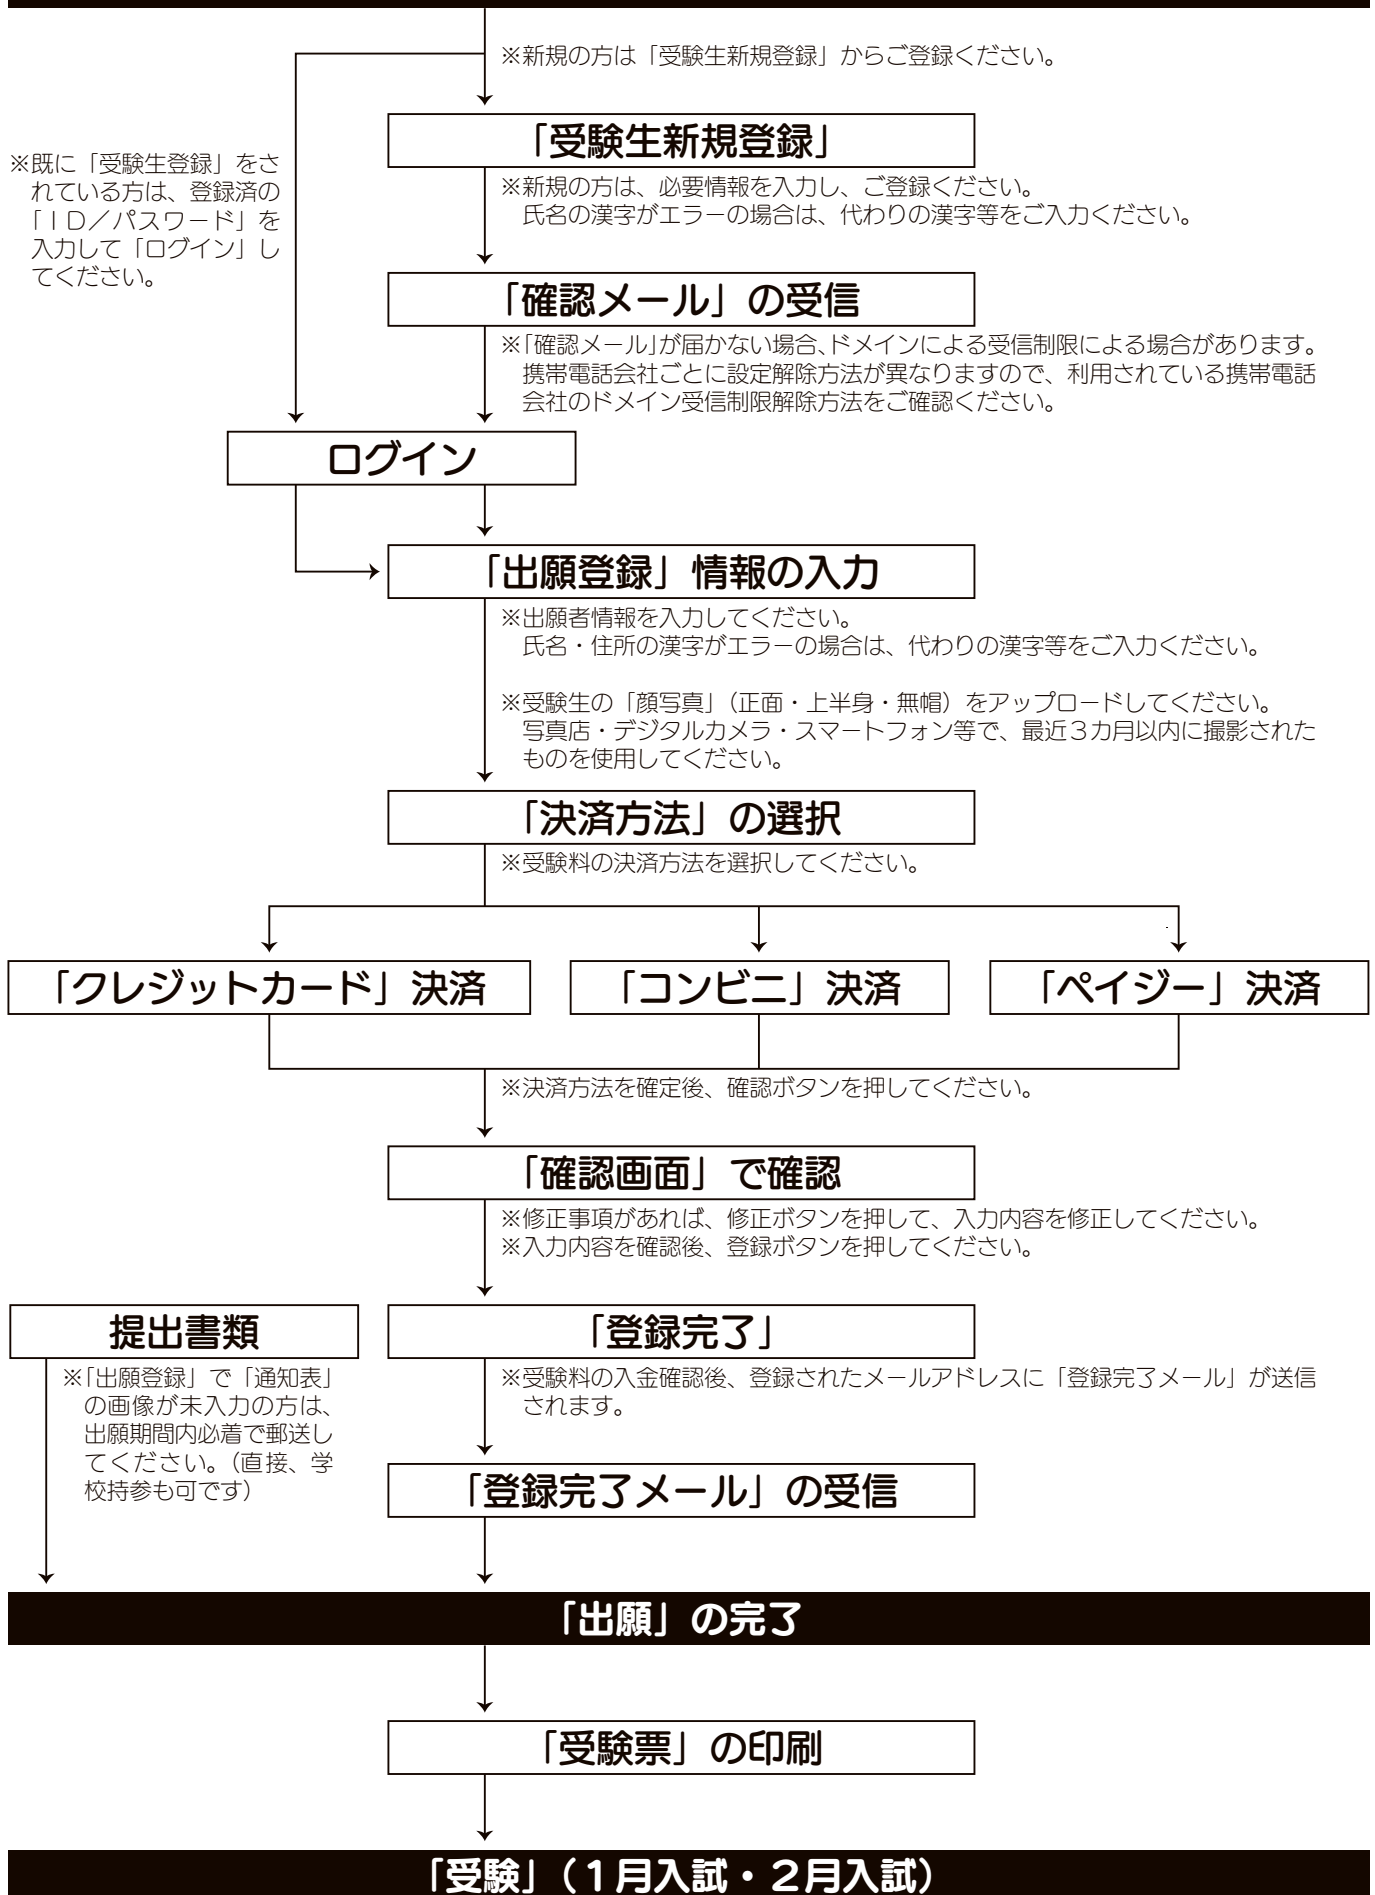 ※新規の方は「受験生新規登録」からご登録ください。
「受験生新規登録」
※既に「受験生登録」をさ
れている方は、登録済の
「ＩＤ／パスワード」を
入力して「ログイン」し
てください。
※新規の方は、必要情報を入力し、ご登録ください。
氏名の漢字がエラーの場合は、代わりの漢字等をご入力ください。
「確認メール」の受信
※「確認メール」が届かない場合、ドメインによる受信制限による場合があります。
携帯電話会社ごとに設定解除方法が異なりますので、利用されている携帯電話
会社のドメイン受信制限解除方法をご確認ください。
ログイン
「出願登録」情報の入力
※出願者情報を入力してください。
氏名・住所の漢字がエラーの場合は、代わりの漢字等をご入力ください。
※受験生の「顔写真」（正面・上半身・無帽）をアップロードしてください。
写真店・デジタルカメラ・スマートフォン等で、最近３カ月以内に撮影された
ものを使用してください。
「決済方法」の選択
※受験料の決済方法を選択してください。
「クレジットカード」決済
「コンビニ」決済
「ペイジー」決済
※決済方法を確定後、確認ボタンを押してください。
「確認画面」で確認
※修正事項があれば、修正ボタンを押して、入力内容を修正してください。
※入力内容を確認後、登録ボタンを押してください。
提出書類
※「出願登録」で「通知表」
の画像が未入力の方は、
出願期間内必着で郵送し
てください。（直接、学
校持参も可です）
「登録完了」
※受験料の入金確認後、登録されたメールアドレスに「登録完了メール」が送信
されます。
「登録完了メール」の受信
「出願」の完了
「受験票」の印刷
「受験」（１月入試・２月入試）